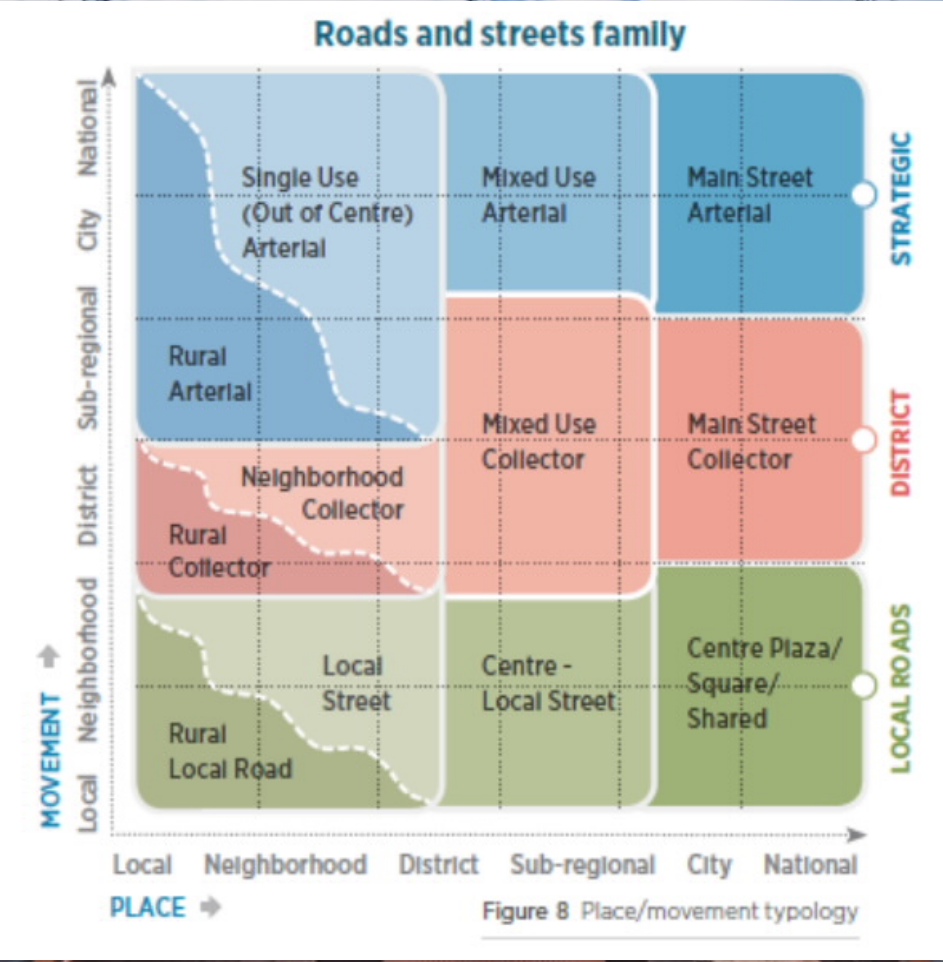 Roads and streets family
National
City
Sub-regional
District
Neighborhood
Local
MOVEMENT
Single Use
(Out of Centre)
Arterial
Mixed Use
Arterial
Main Street
Arterial
STRATEGIC
Rural
Arterial
Neighborhood
Collector
Rural
Collector
Mixed Use
Collector
Main Street
Collector
DISTRICT
Local
Street
Rural
Local Road
Centre -
Local Street
Centre Plaza/
Square/
Shared
LOCAL ROADS
Local Neighborhood District Sub-regional City National
PLACE
Figure 8 Place/movement typology